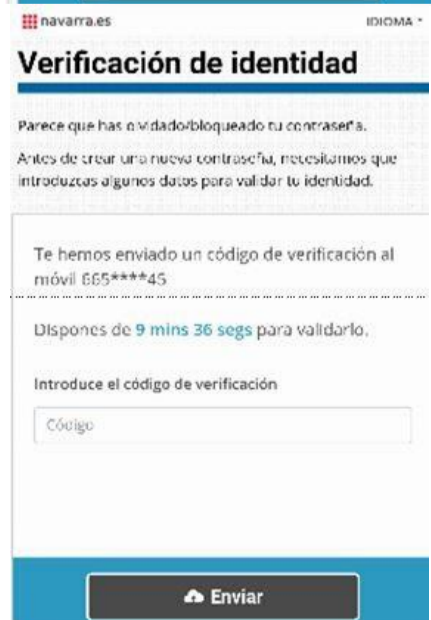 navarra.es
IDIOMA
Verificación de identidad
Parece que has olvidado/bloqueado tu contraseña.
Antes de crear una nueva contraseña, necesitamos que
introduzcas algunos datos para validar tu identidad.
Te hemos enviado un código de verificación al
móvil 665****45
Dispones de 9 mins 36 segs para validarlo.
Introduce el código de verificación
Código
Enviar